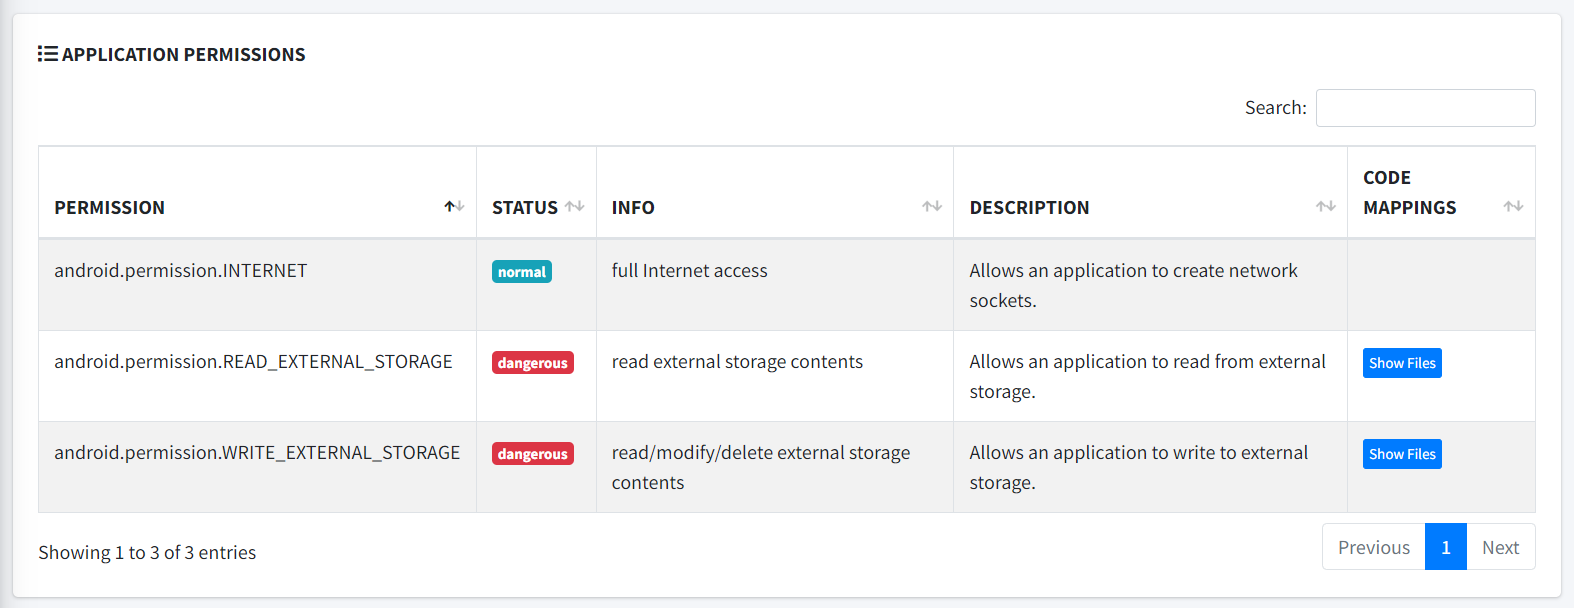 APPLICATION PERMISSIONS
Search:
PERMISSION STATUS INFO DESCRIPTION CODE MAPPINGS
android.permission.INTERNET normal full Internet access Allows an application to create network
sockets.
android.permission.READ_EXTERNAL_STORAGE dangerous read external storage contents Allows an application to read from external Show Files
storage.
android.permission.WRITE_EXTERNAL_STORAGE dangerous read/modify/delete external storage Allows an application to write to external Show Files
contents storage.
Showing 1 to 3 of 3 entries Previous 1 Next